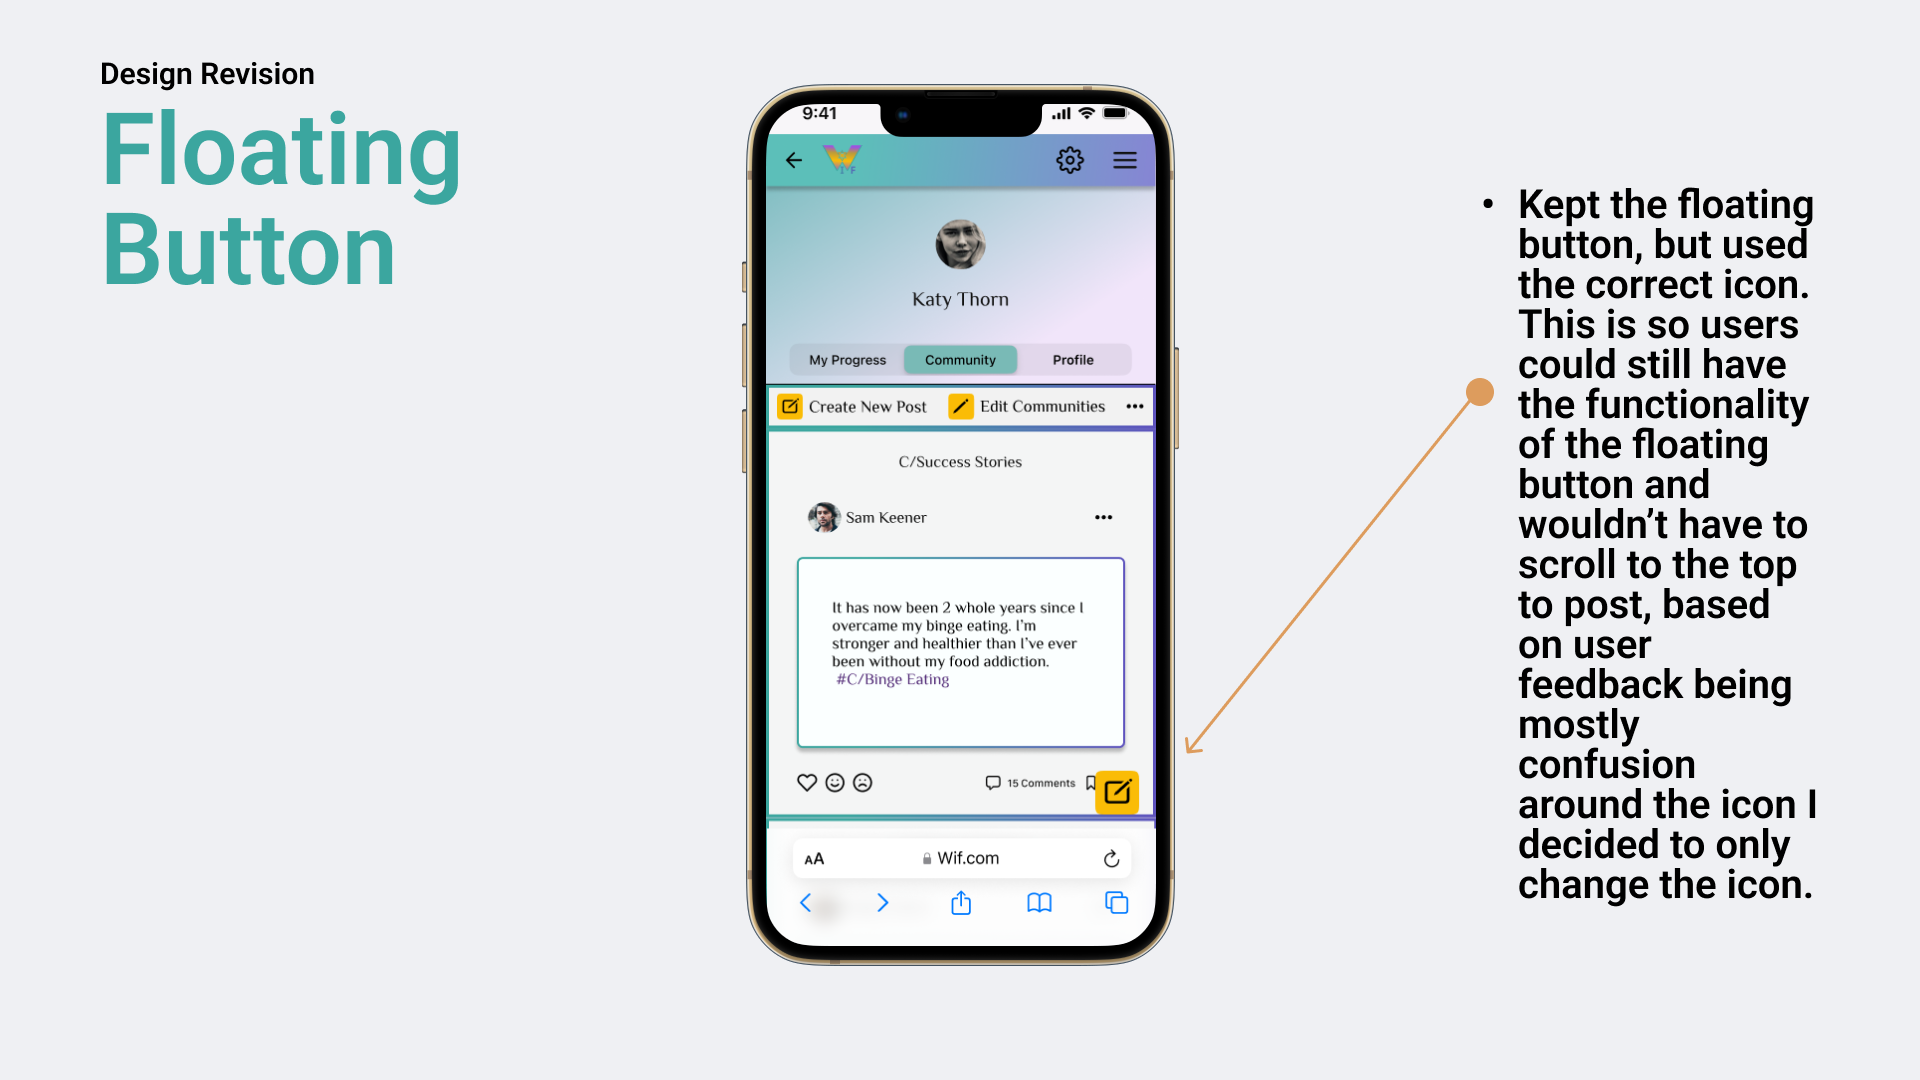 Design Revision
Floating
Button
9:41
W
I F
Katy Thorn
My Progress Community Profile
Create New Post Edit Communities
C/Success Stories
Sam Keener
It has now been 2 whole years since I
overcame my binge eating. I'm
stronger and healthier than I've ever
been without my food addiction.
#C/Binge Eating
15 Comments
AA Wif.com
• Kept the floating
button, but used
the correct icon.
This is so users
could still have
the functionality
of the floating
button and
wouldn’t have to
scroll to the top
to post, based
on user
feedback being
mostly
confusion
around the icon I
decided to only
change the icon.